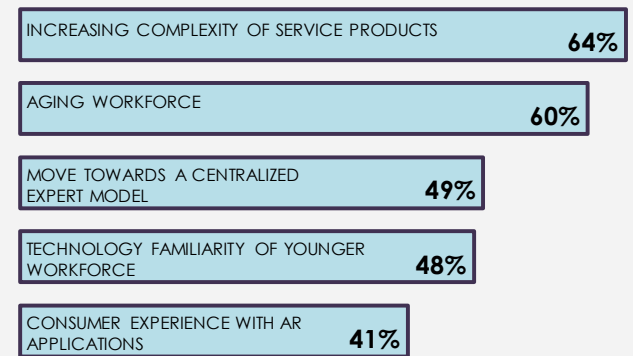 INCREASING COMPLEXITY OF SERVICE PRODUCTS
64%
AGING WORKFORCE
60%
MOVE TOWARDS A CENTRALIZED
EXPERT MODEL
49%
TECHNOLOGY FAMILIARITY OF YOUNGER
WORKFORCE
48%
CONSUMER EXPERIENCE WITH AR
APPLICATIONS
41%